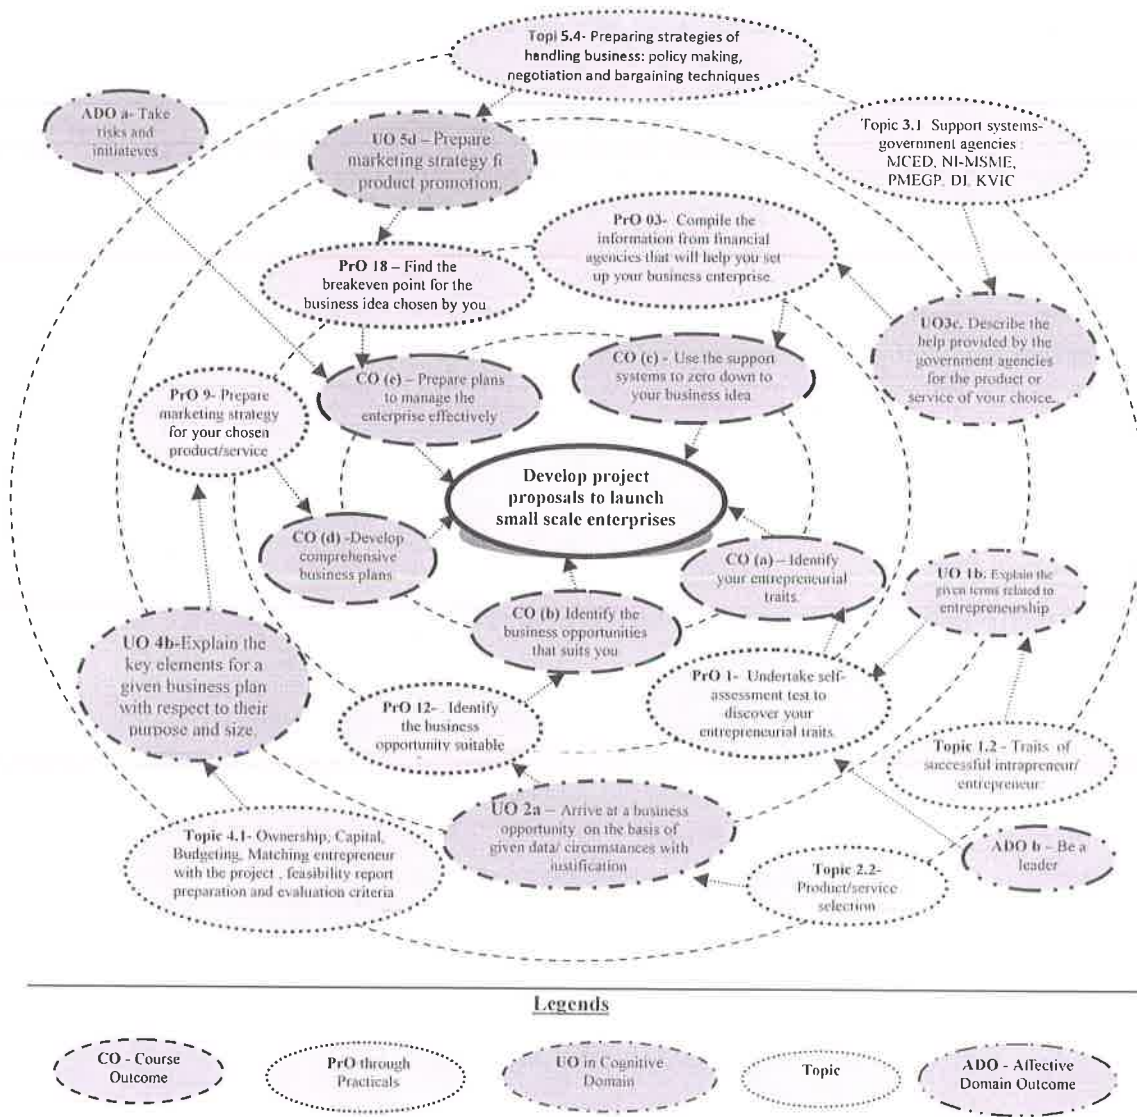 Topi 5.4- Preparing strategies of
handling business: policy making,
negotiation and bargaining techniques
ADO a- Take
risks and
initiateves
UO 5d – Prepare
marketing strategy fi
product promotion.
Topic 3.1 Support systems-
government agencies :
MCED, NI-MSME,
PMEGP, DI, KVIC
PrO 03- Compile the
information from financial
agencies that will help you set
up your business enterprise.
PrO 18 – Find the
breakeven point for the
business idea chosen by you
UO3c. Describe the
help provided by the
government agencies
for the product or
service of your choice.
CO (c) - Use the support
systems to zero down to
your business idea
CO (e) – Prepare plans
to manage the
enterprise effectively
PrO 9- Prepare
marketing strategy
for your chosen
product/service
Develop project
proposals to launch
small scale enterprises
CO (d) -Develop
comprehensive
business plans
CO (a) – Identify
your entrepreneurial
traits.
UO 1b. Explain the
given terms related to
entrepreneurship
CO (b) Identify the
business opportunities
that suits you
UO 4b-Explain the
key elements for a
given business plan
with respect to their
purpose and size.
PrO 1- Undertake self-
assessment test to
discover your
entrepreneurial traits.
PrO 12- . Identify
the business
opportunity suitable
Topic 1.2 - Traits of
successful intrapreneur/
entrepreneur
UO 2a – Arrive at a business
opportunity on the basis of
given data/ circumstances with
justification
Topic 4.1- Ownership, Capital,
Budgeting, Matching entrepreneur
with the project , feasibility report
preparation and evaluation criteria
ADO b – Be a
leader
Topic 2.2-
Product/service
selection
Legends
CO - Course
Outcome
PrO through
Practicals
UO in Cognitive
Domain
Topic
ADO - Affective
Domain Outcome